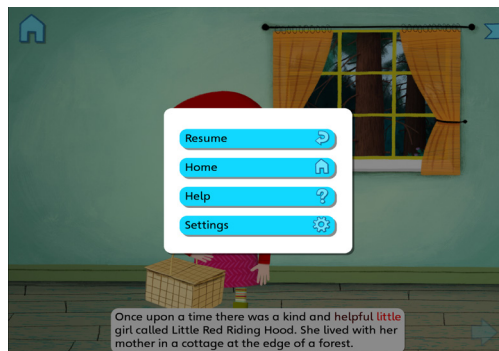 Resume
Home
Help
Settings
Once upon a time there was a kind and helpful little
girl called Little Red Riding Hood. She lived with her
mother in a cottage at the edge of a forest.